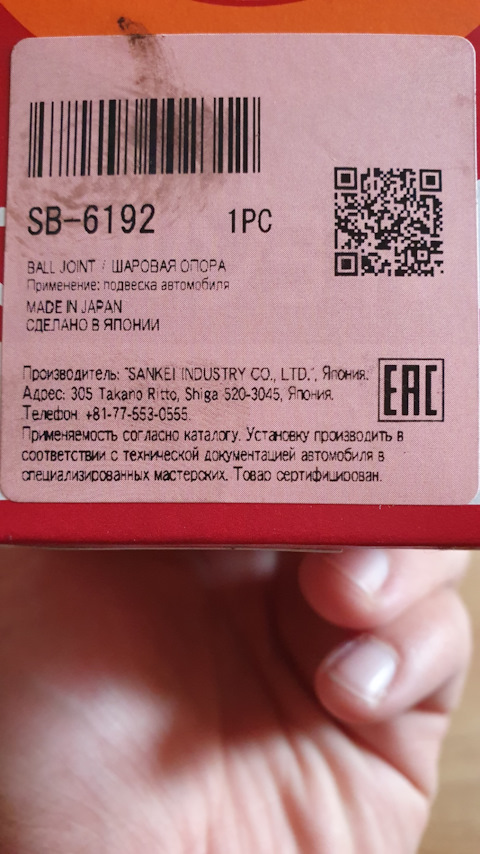 SB-6192 1PC
BALL JOINT / ШАРОВАЯ ОПОРА
Применение: подвеска автомобиля
MADE IN JAPAN
СДЕЛАНО В ЯПОНИИ
Производитель: "SANKEI INDUSTRY CO., LTD.", Япония.
Адрес: 305 Takano Ritto, Shiga 520-3045, Япония.
Телефон: +81-77-553-0555.
EAC
Применяемость согласно каталогу. Установку производить в
соответствии с технической документацией автомобиля в
специализированных мастерских. Товар сертифицирован.